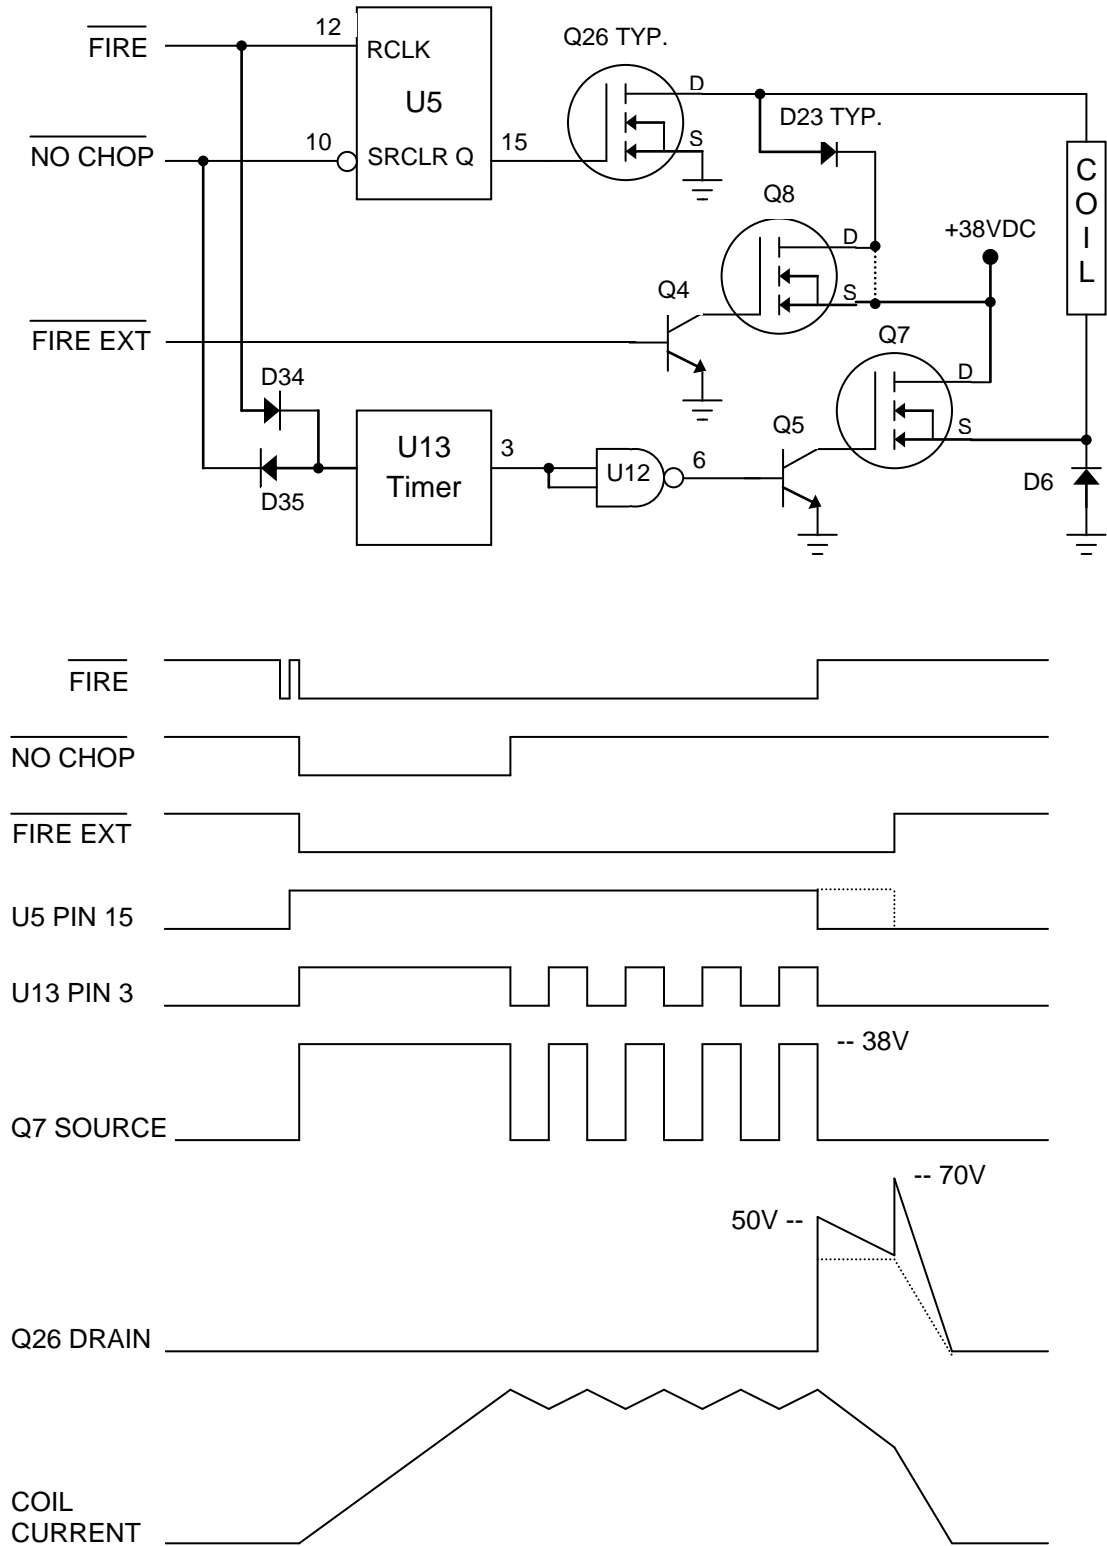 FIRE
12
RCLK
U5
Q26 TYP.
D
D23 TYP.
NO CHOP
10
SRCLR Q
15
S
C
O
I
L
Q8
D
+38VDC
Q4
S
FIRE EXT
Q7
D34
D
U13
Timer
3
U12
6
Q5
S
D35
D6
FIRE
NO CHOP
FIRE EXT
U5 PIN 15
U13 PIN 3
-- 38V
Q7 SOURCE
-- 70V
50V --
Q26 DRAIN
COIL
CURRENT